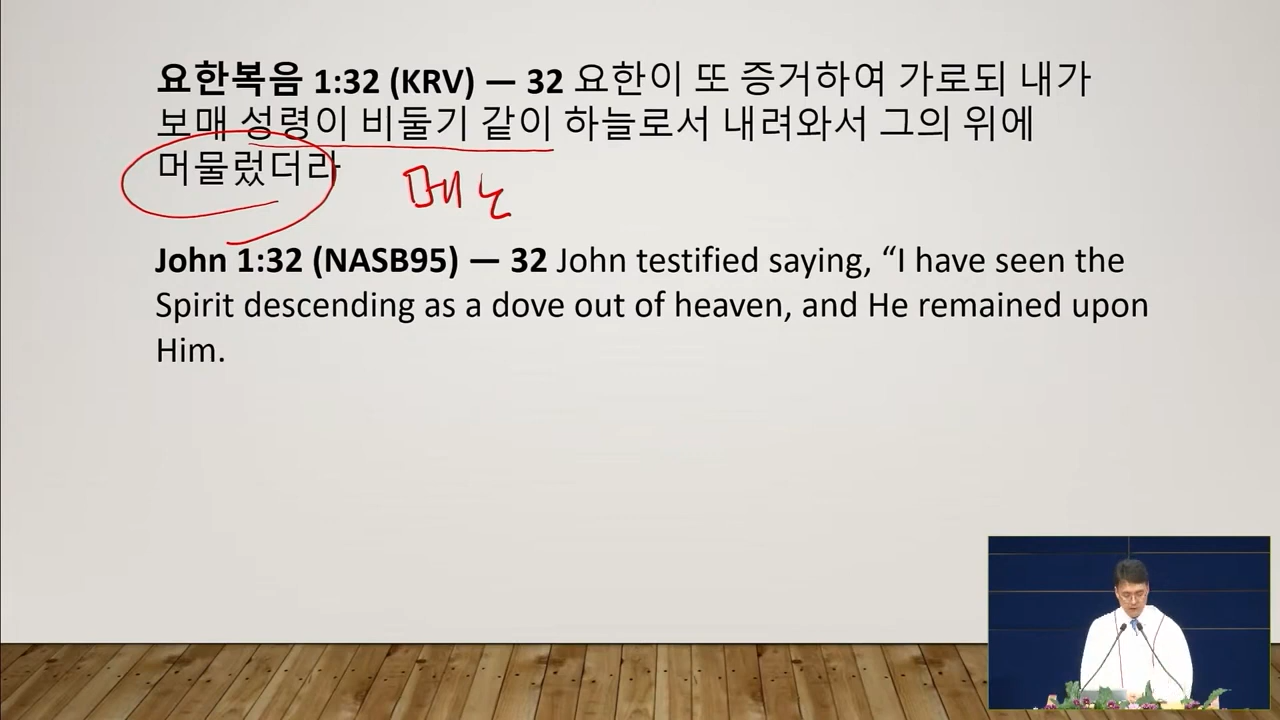 요한복음 1:32 (KRV) — 32 요한이 또 증거하여 가로되 내가
보매 성령이 비둘기 같이 하늘로서 내려와서 그의 위에
머물렀더라
메노
John 1:32 (NASB95) — 32 John testified saying, “I have seen the
Spirit descending as a dove out of heaven, and He remained upon
Him.